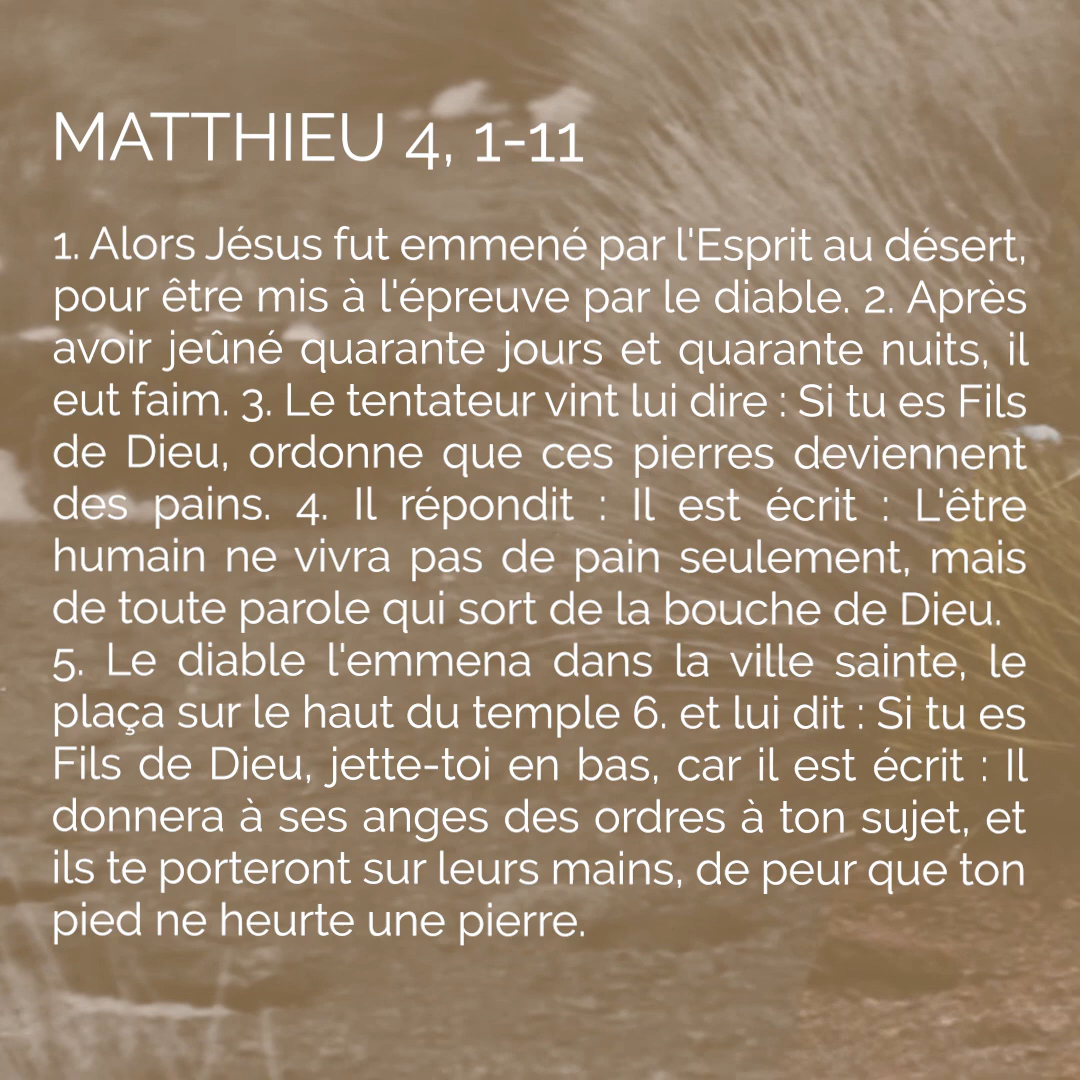 MATTHIEU 4, 1-11
1. Alors Jésus fut emmené par l'Esprit au désert,
pour être mis à l'épreuve par le diable. 2. Après
avoir jeûné quarante jours et quarante nuits, il
eut faim. 3. Le tentateur vint lui dire : Si tu es Fils
de Dieu, ordonne que ces pierres deviennent
des pains. 4. Il répondit : Il est écrit : L'être
humain ne vivra pas de pain seulement, mais
de toute parole qui sort de la bouche de Dieu.
5. Le diable l'emmena dans la ville sainte, le
plaça sur le haut du temple 6. et lui dit : Si tu es
Fils de Dieu, jette-toi en bas, car il est écrit : Il
donnera à ses anges des ordres à ton sujet, et
ils te porteront sur leurs mains, de peur que ton
pied ne heurte une pierre.